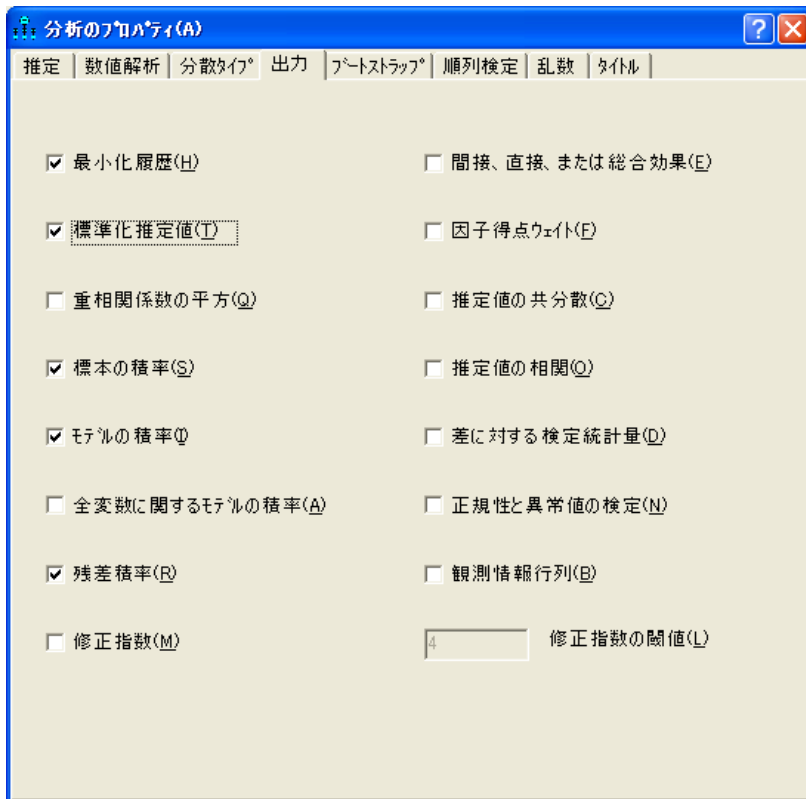 分析のﾌﾟﾛﾊﾟﾃｨ(A)
推定 数値解析 分散ﾀｲﾌﾟ 出力 ﾌﾞｰﾄｽﾄﾗｯﾌﾟ 順列検定 乱数 ﾀｲﾄﾙ
最小化履歴(H)
間接、直接、または総合効果(E)
標準化推定値(T)
因子得点ｳｪｲﾄ(F)
重相関係数の平方(Q)
推定値の共分散(C)
標本の積率(S)
推定値の相関(O)
ﾓﾃﾞﾙの積率(I)
差に対する検定統計量(D)
全変数に関するﾓﾃﾞﾙの積率(A)
正規性と異常値の検定(N)
残差積率(R)
観測情報行列(B)
修正指数(M)
4 修正指数の閾値(L)